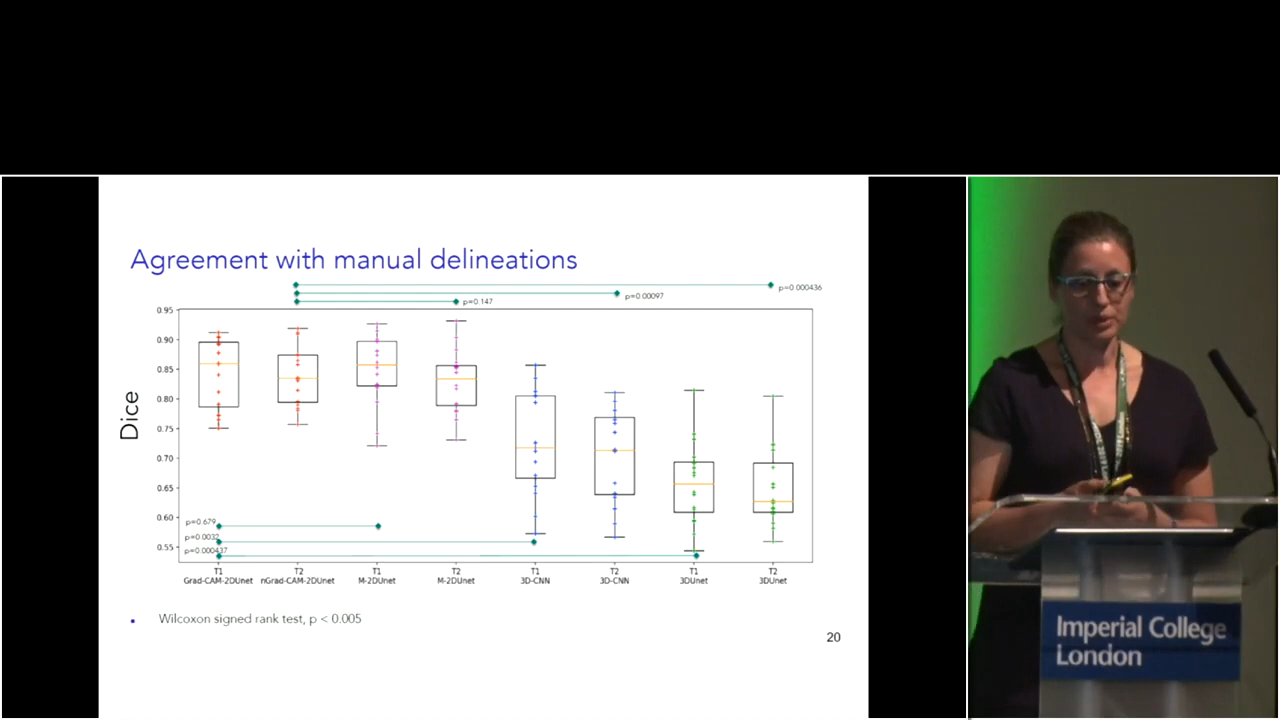 Agreement with manual delineations
p=0.000436
p=0.00097
p=0.147
Dice
0.95
0.90
0.85
0.80
0.75
0.70
0.65
0.60
0.55
p=0.679
p=0.0032
p=0.000437
T1 T2 T1 T2 T1 T2 T1 T2
Grad-CAM-2DUnet nGrad-CAM-2DUnet M-2DUnet M-2DUnet 3D-CNN 3D-CNN 3DUnet 3DUnet
Wilcoxon signed rank test, p < 0.005
20
Imperial College
London